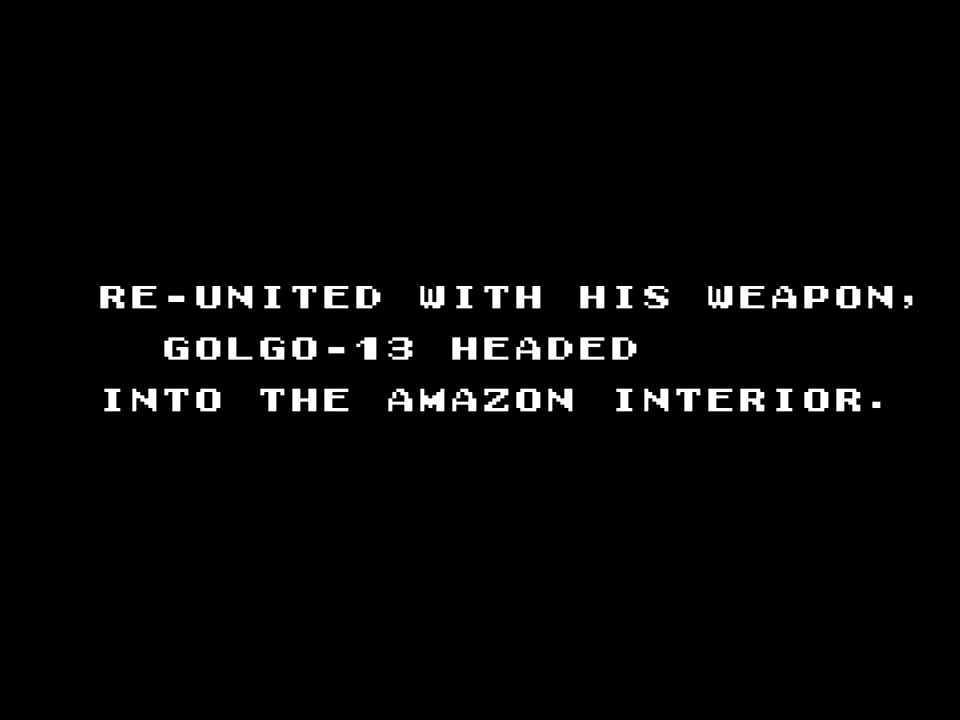 RE-UNITED WITH HIS WEAPON,
GOLGO-13 HEADED
INTO THE AMAZON INTERIOR.